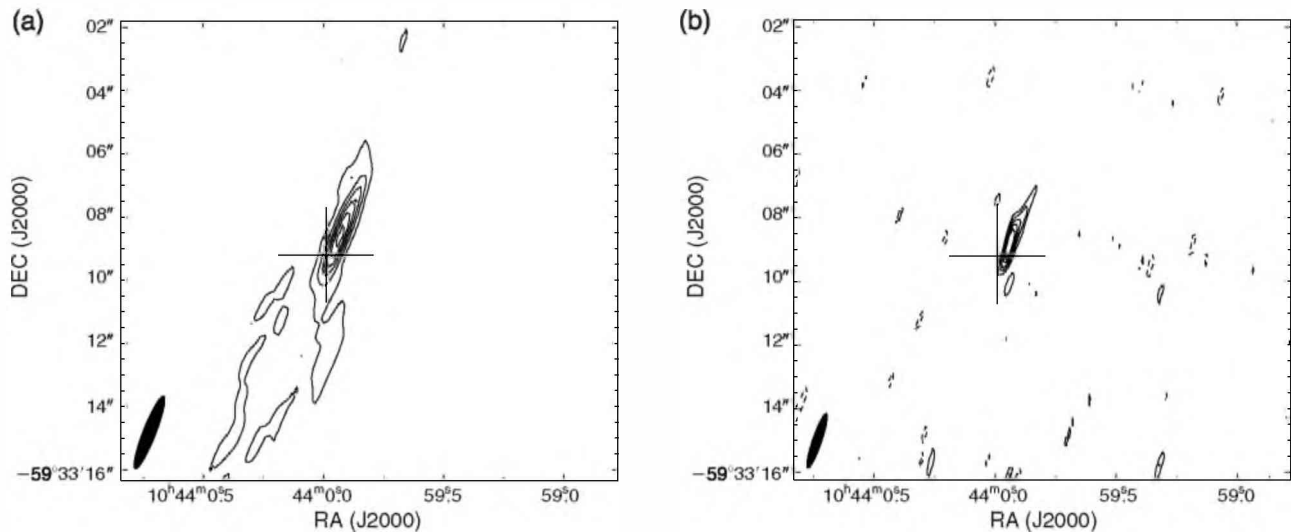 (a)
02″
04″
06″
08″
10″
12″
14″
−59°33′16″
DEC (J2000)
10ʰ44ᵐ0ˢ.5
44ᵐ0ˢ.0
59ˢ.5
59ˢ.0
RA (J2000)
(b)
02″
04″
06″
08″
10″
12″
14″
−59°33′16″
DEC (J2000)
10ʰ44ᵐ0ˢ.5
44ᵐ0ˢ.0
59ˢ.5
59ˢ.0
RA (J2000)